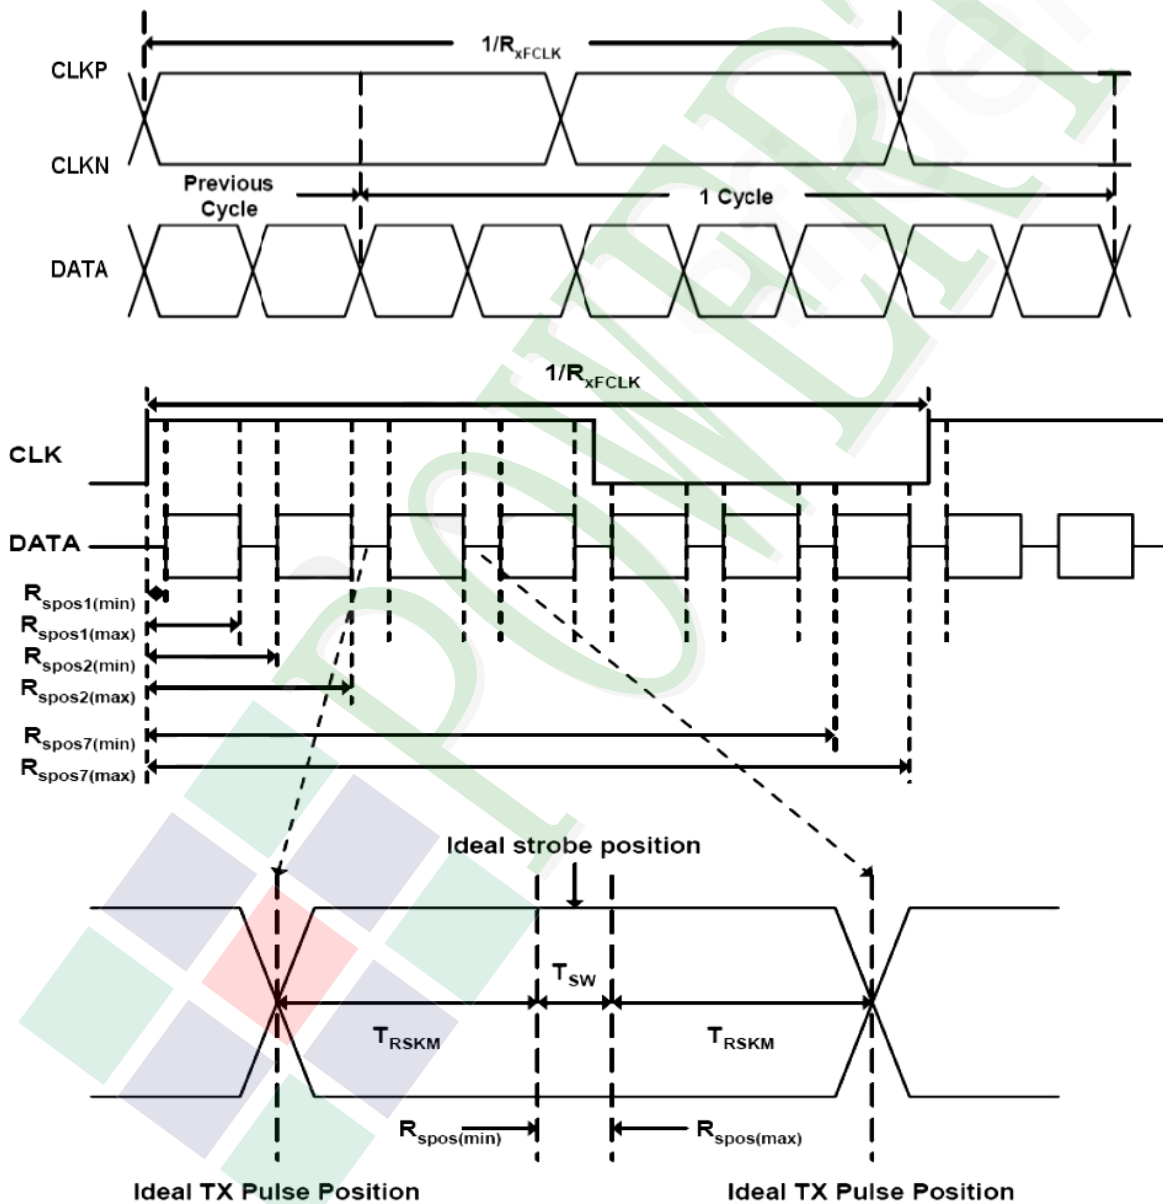 1/RxFCLK
CLKP
CLKN
Previous
Cycle
1 Cycle
DATA
1/RxFCLK
CLK
DATA
Rspos1(min)
Rspos1(max)
Rspos2(min)
Rspos2(max)
Rspos7(min)
Rspos7(max)
Ideal strobe position
TSW
TRSKM
TRSKM
Rspos(min)
Rspos(max)
Ideal TX Pulse Position
Ideal TX Pulse Position